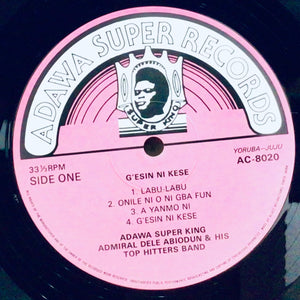 ADAWA SUPER RECORDS
SUPER KING
33⅓RPM
SIDE ONE
YORUBA—JUJU
AC-8020
G'ESIN NI KESE
1. LABU-LABU
2. ONILE NI O NI GBA FUN
3. A YANMO NI
4. G'ESIN NI KESE
ADAWA SUPER KING
ADMIRAL DELE ABIODUN & HIS
TOP HITTERS BAND